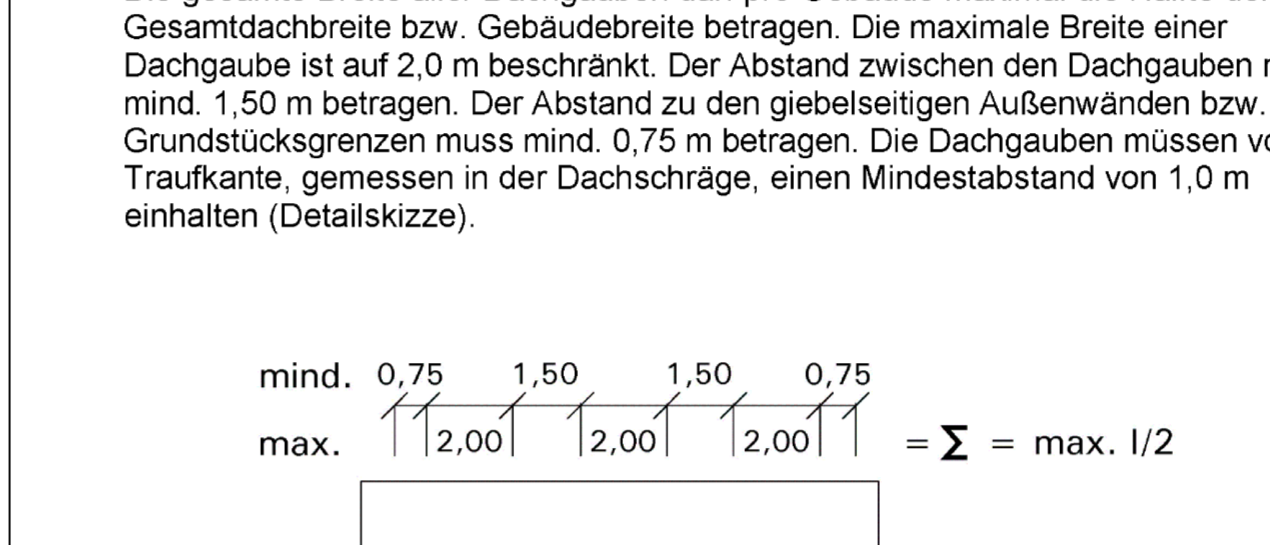 Gesamtdachbreite bzw. Gebäudebreite betragen. Die maximale Breite einer
Dachgaube ist auf 2,0 m beschränkt. Der Abstand zwischen den Dachgauben
mind. 1,50 m betragen. Der Abstand zu den giebelseitigen Außenwänden bzw.
Grundstücksgrenzen muss mind. 0,75 m betragen. Die Dachgauben müssen
Traufkante, gemessen in der Dachschräge, einen Mindestabstand von 1,0 m
einhalten (Detailskizze).
mind. 0,75 1,50 1,50 0,75
max. 2,00 2,00 2,00 = Σ = max. l/2